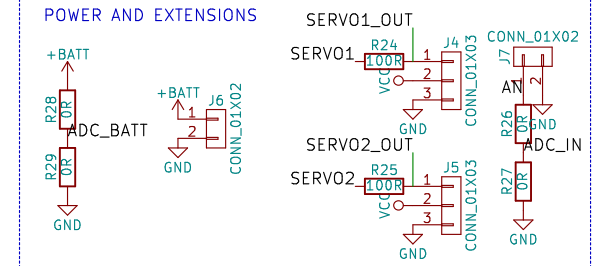 POWER AND EXTENSIONS
+BATT
R28
0R
ADC_BATT
R29
0R
GND
+BATT
J6
1
2
CONN_01X02
GND
SERVO1_OUT
SERVO1
R24
100R
VCC
1
2
3
J4
CONN_01X03
GND
SERVO2_OUT
SERVO2
R25
100R
VCC
1
2
3
J5
CONN_01X03
GND
CONN_01X02
J7
1
2
AN
GND
R26
0R
ADC_IN
R27
0R
GND